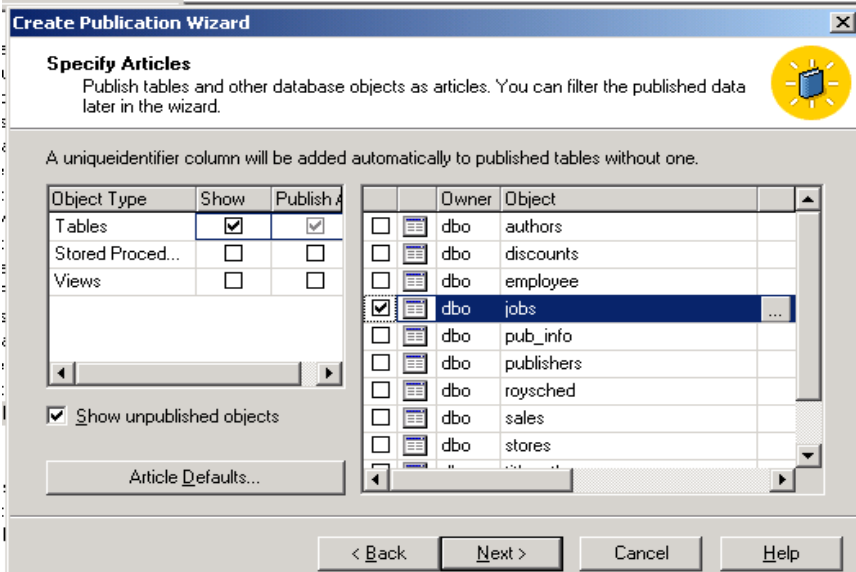 Create Publication Wizard
Specify Articles
Publish tables and other database objects as articles. You can filter the published data
later in the wizard.
A uniqueidentifier column will be added automatically to published tables without one.
Object Type Show Publish
Tables
Stored Proced...
Views
Show unpublished objects
Article Defaults...
Owner Object
dbo authors
dbo discounts
dbo employee
dbo jobs ...
dbo pub_info
dbo publishers
dbo roysched
dbo sales
dbo stores
< Back Next > Cancel Help